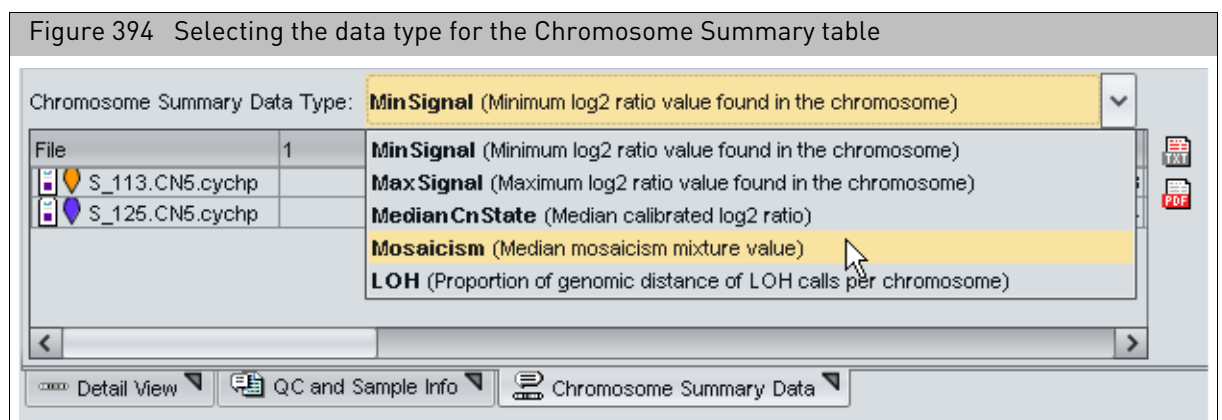 Figure 394 Selecting the data type for the Chromosome Summary table
Chromosome Summary Data Type: MinSignal (Minimum log2 ratio value found in the chromosome)
File 1
MinSignal (Minimum log2 ratio value found in the chromosome)
S_113.CN5.cychp
MaxSignal (Maximum log2 ratio value found in the chromosome)
S_125.CN5.cychp
MedianCnState (Median calibrated log2 ratio)
Mosaicism (Median mosaicism mixture value)
LOH (Proportion of genomic distance of LOH calls per chromosome)
TXT
PDF
Detail View QC and Sample Info Chromosome Summary Data